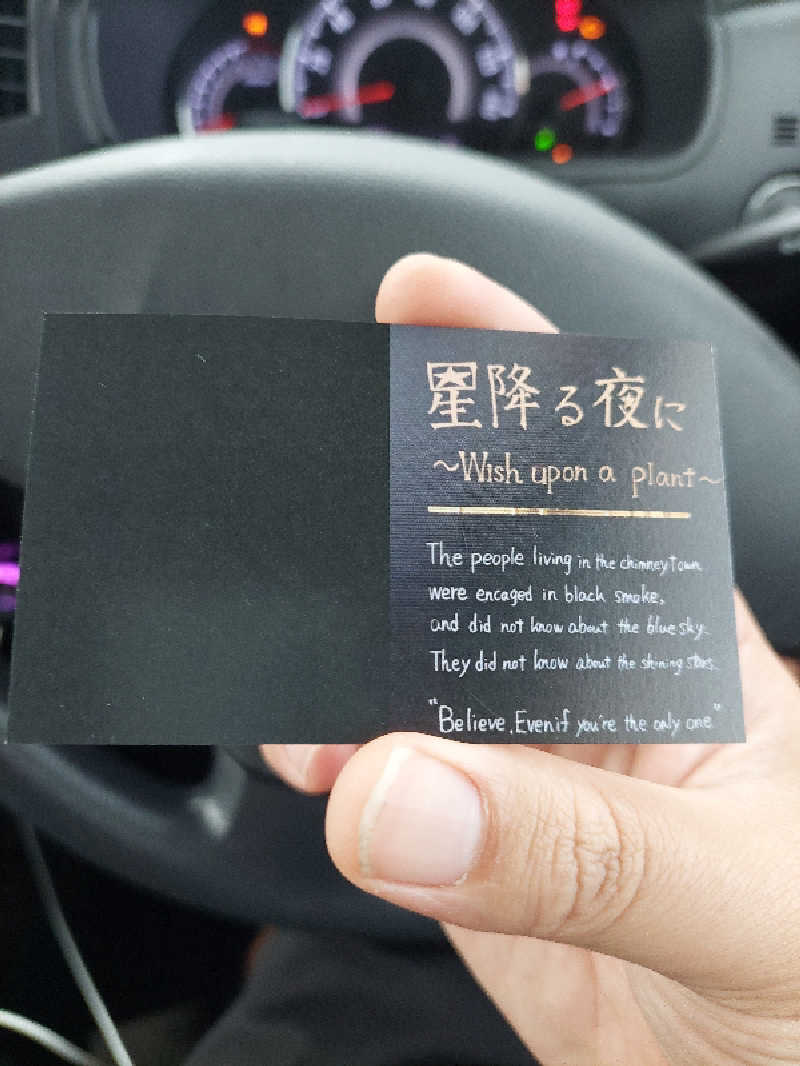 星降る夜に
～Wish upon a plant～
The people living in the chimney town
were encaged in black smoke,
and did not know about the blue sky.
They did not know about the shining stars.
"Believe, Even if you're the only one."